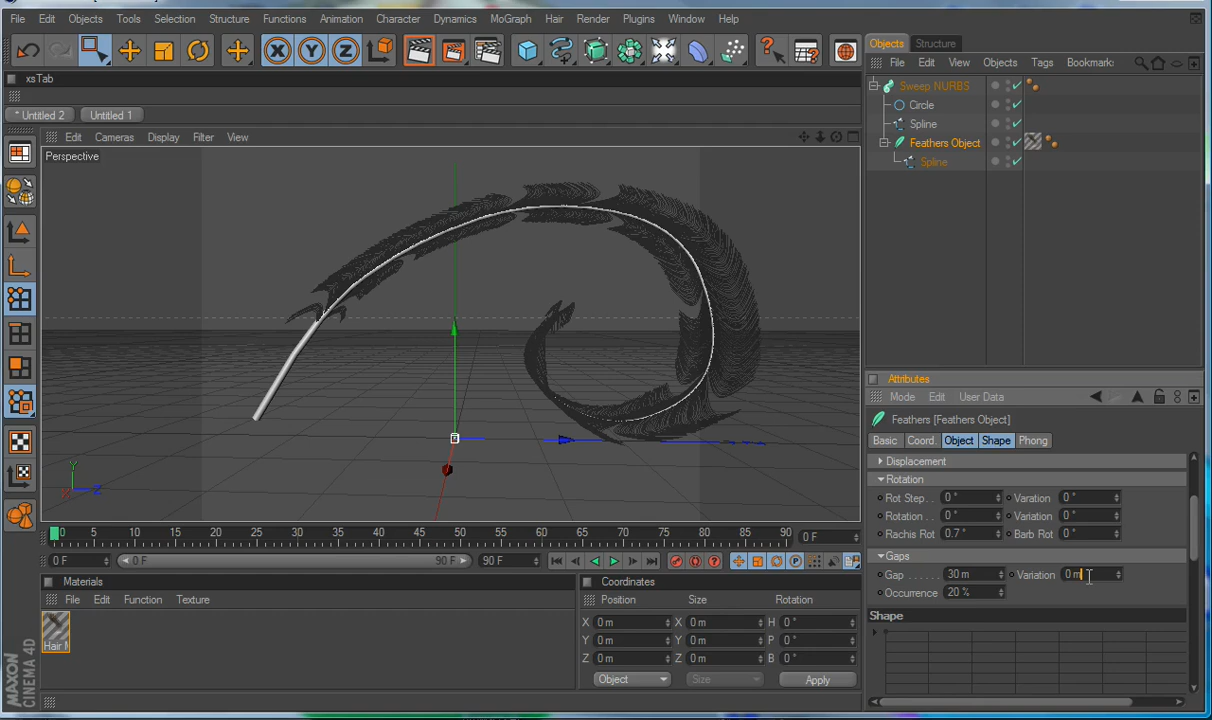 File Edit Objects Tools Selection Structure Functions Animation Character Dynamics MoGraph Hair Render Plugins Window Help
xsTab
* Untitled 2 Untitled 1
Edit Cameras Display Filter View
Perspective
Y
X Z
0 5 10 15 20 25 30 35 40 45 50 55 60 65 70 75 80 85 90 0 F
0 F 0 F 90 F 90 F
Materials
File Edit Function Texture
Hair M
MAXON
CINEMA 4D
Coordinates
Position Size Rotation
X 0 m X 0 m H 0 °
Y 0 m Y 0 m P 0 °
Z 0 m Z 0 m B 0 °
Object Size Apply
Objects Structure
File Edit View Objects Tags Bookmark:
Sweep NURBS
Circle
Spline
Feathers Object
Spline
Attributes
Mode Edit User Data
Feathers [Feathers Object]
Basic Coord. Object Shape Phong
Displacement
Rotation
Rot Step . . 0 ° Varation 0 °
Rotation . . 0 ° Variation 0 °
Rachis Rot 0.7 ° Barb Rot 0 °
Gaps
Gap . . . . . . 30 m Variation 0 m
Occurrence 20 %
Shape